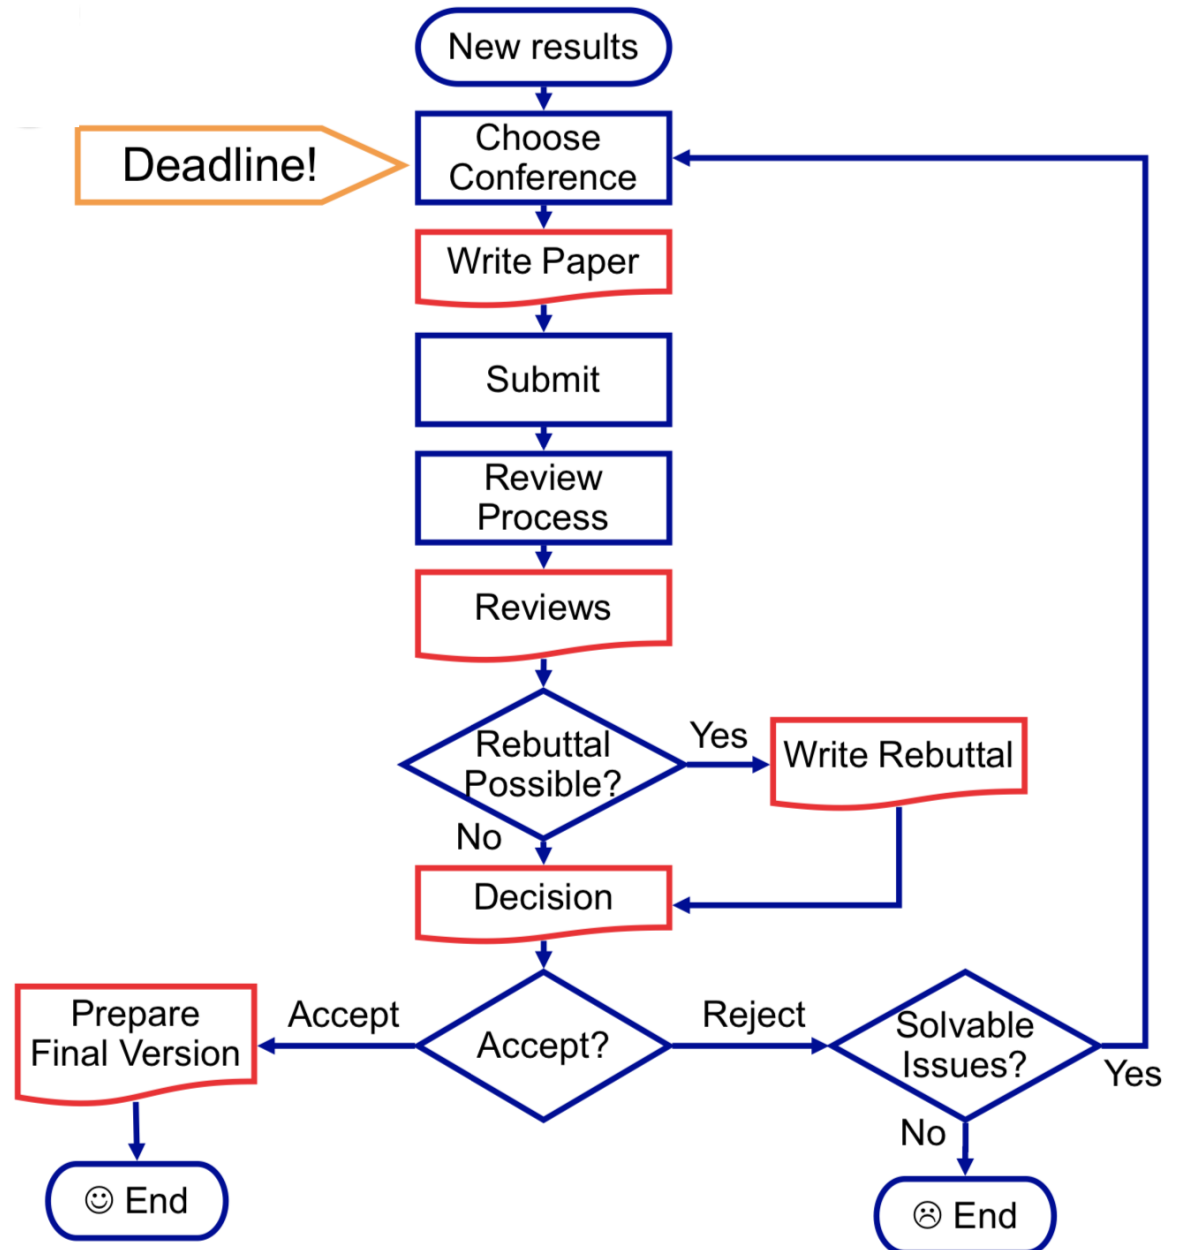 New results
Deadline!
Choose
Conference
Write Paper
Submit
Review
Process
Reviews
Rebuttal
Possible?
Yes
Write Rebuttal
No
Decision
Prepare
Final Version
Accept
Accept?
Reject
Solvable
Issues?
Yes
No
☺ End
☹ End